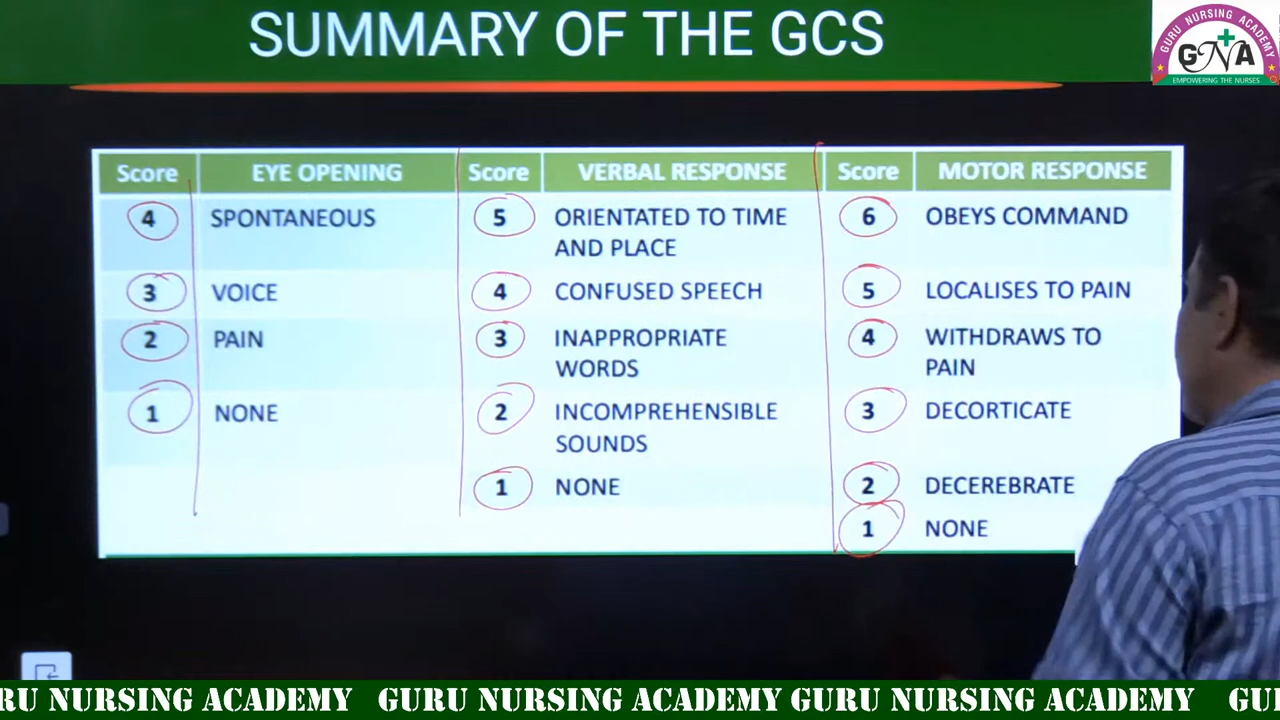 SUMMARY OF THE GCS
GURU NURSING ACADEMY
GNA
EMPOWERING THE NURSES
Score EYE OPENING Score VERBAL RESPONSE Score MOTOR RESPONSE
4 SPONTANEOUS 5 ORIENTATED TO TIME 6 OBEYS COMMAND
AND PLACE
3 VOICE 4 CONFUSED SPEECH 5 LOCALISES TO PAIN
2 PAIN 3 INAPPROPRIATE 4 WITHDRAWS TO
WORDS PAIN
1 NONE 2 INCOMPREHENSIBLE 3 DECORTICATE
SOUNDS
1 NONE 2 DECEREBRATE
1 NONE
RU NURSING ACADEMY GURU NURSING ACADEMY GURU NURSING ACADEMY GU